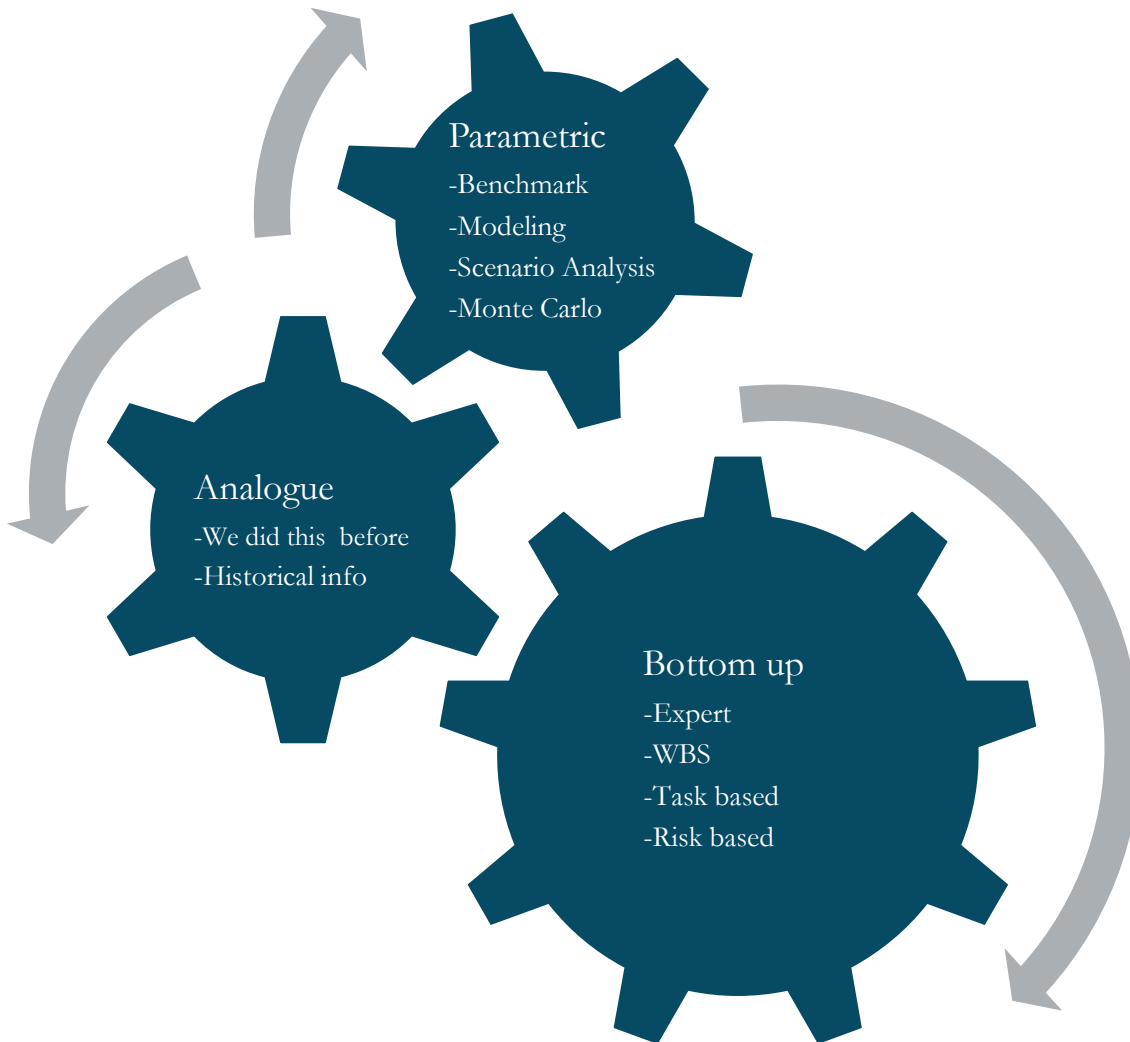 Parametric
-Benchmark
-Modeling
-Scenario Analysis
-Monte Carlo
Analogue
-We did this  before
-Historical info
Bottom up
-Expert
-WBS
-Task based
-Risk based